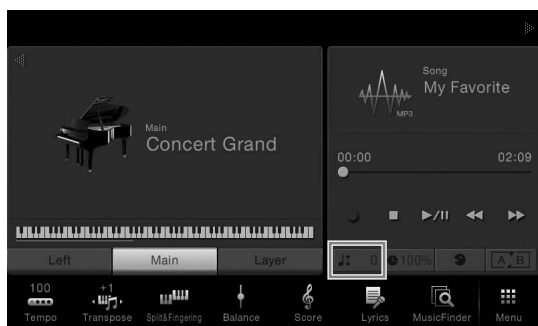 Main
Concert Grand
Left
Main
Layer
Song
My Favorite
MP3
00:00
02:09
0
100%
A B
100
Tempo
+1
Transpose
Split&Fingering
Balance
Score
Lyrics
MusicFinder
Menu